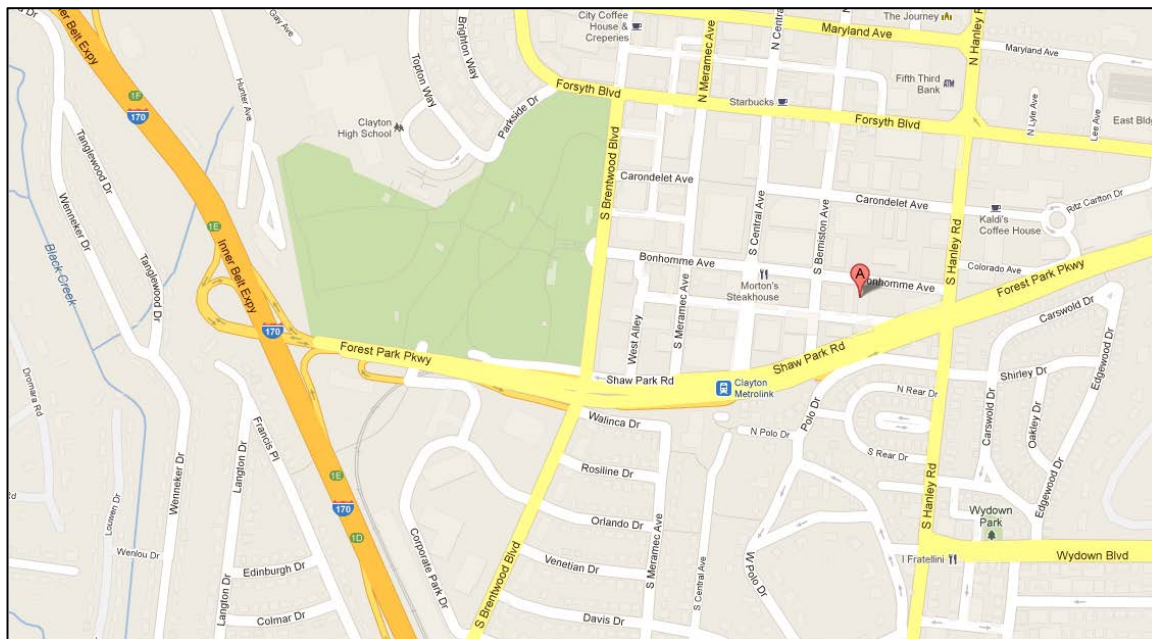 Inner Belt Expy
Gay Ave
Brighton Way
Topton Way
City Coffee
House &
Creperies
N Meramec Ave
N Central
Maryland Ave
The Journey
N Hanley Rd
Maryland Ave
Fifth Third
Bank
ATM
1F
170
Hunter Ave
Parkside Dr
Forsyth Blvd
Starbucks
Forsyth Blvd
N Lyle Ave
Lee Ave
East Bldg
Clayton
High School
Tanglewood Dr
Wenneker Dr
S Brentwood Blvd
Carondelet Ave
Carondelet Ave
Ritz Carlton Dr
Kaldi's
Coffee House
1E
Inner Belt Expy
Black Creek
Tanglewood Dr
S Central Ave
S Bemiston Ave
S Hanley Rd
Bonhomme Ave
Morton's
Steakhouse
A
Bonhomme Ave
Colorado Ave
Forest Park Pkwy
170
Forest Park Pkwy
West Alley
S Meramec Ave
Shaw Park Rd
Shaw Park Rd
Clayton
Metrolink
Carswold Dr
Shirley Dr
Edgewood Dr
Dromara Rd
Francis Pl
Langton Dr
Walinca Dr
N Polo Dr
Polo Dr
N Rear Dr
S Rear Dr
Carswold Dr
Oakley Dr
Rd
Louwen Dr
Wenneker Dr
1E
170
1D
Rosiline Dr
Orlando Dr
Venetian Dr
Davis Dr
S Meramec Ave
S Central Ave
W Polo Dr
S Hanley Rd
Wydown
Park
Edgewood Dr
I Fratellini
Wydown Blvd
Wenlou Dr
Langton Dr
Edinburgh Dr
Colmar Dr
Corporate Park Dr
S Brentwood Blvd